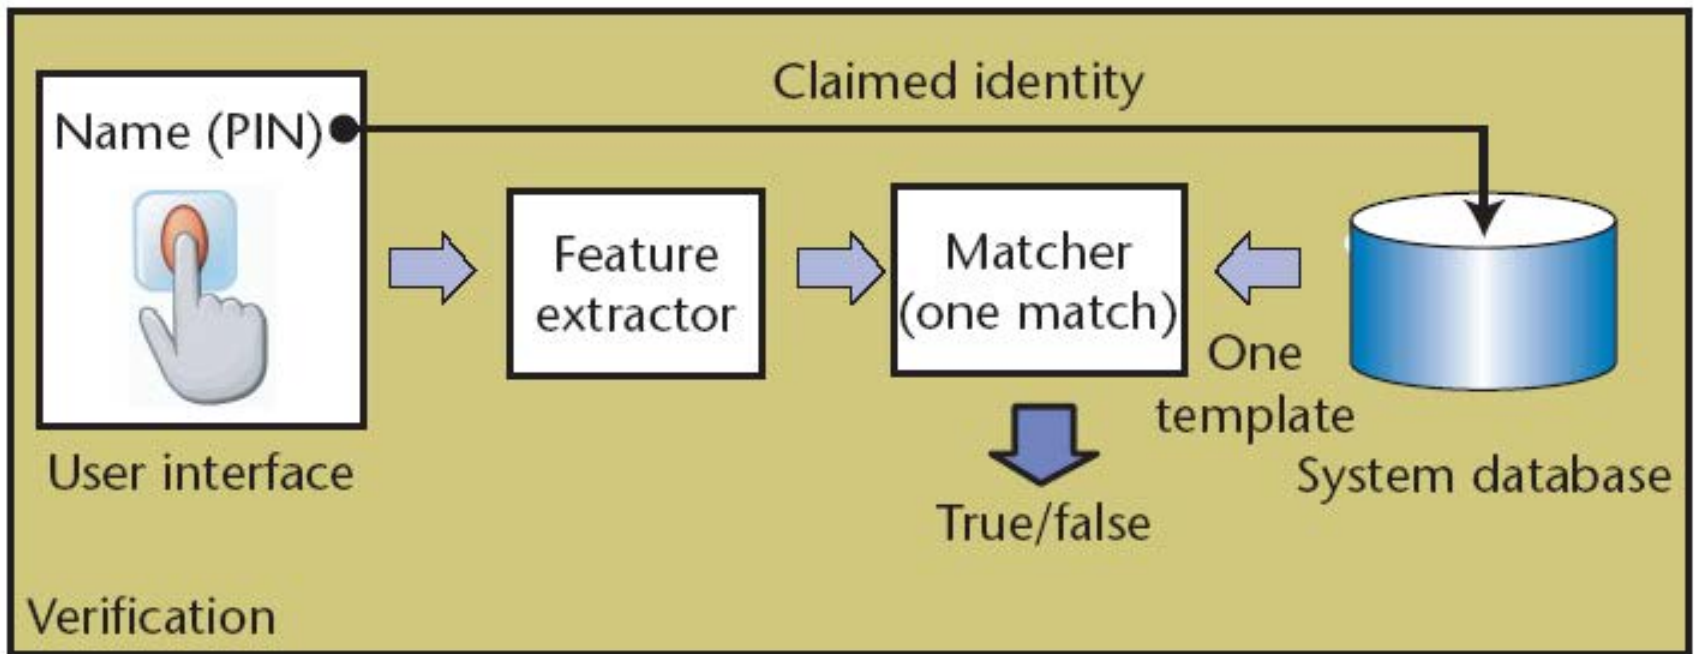 Claimed identity
Name (PIN)
Feature
extractor
Matcher
(one match)
One
template
User interface
System database
True/false
Verification